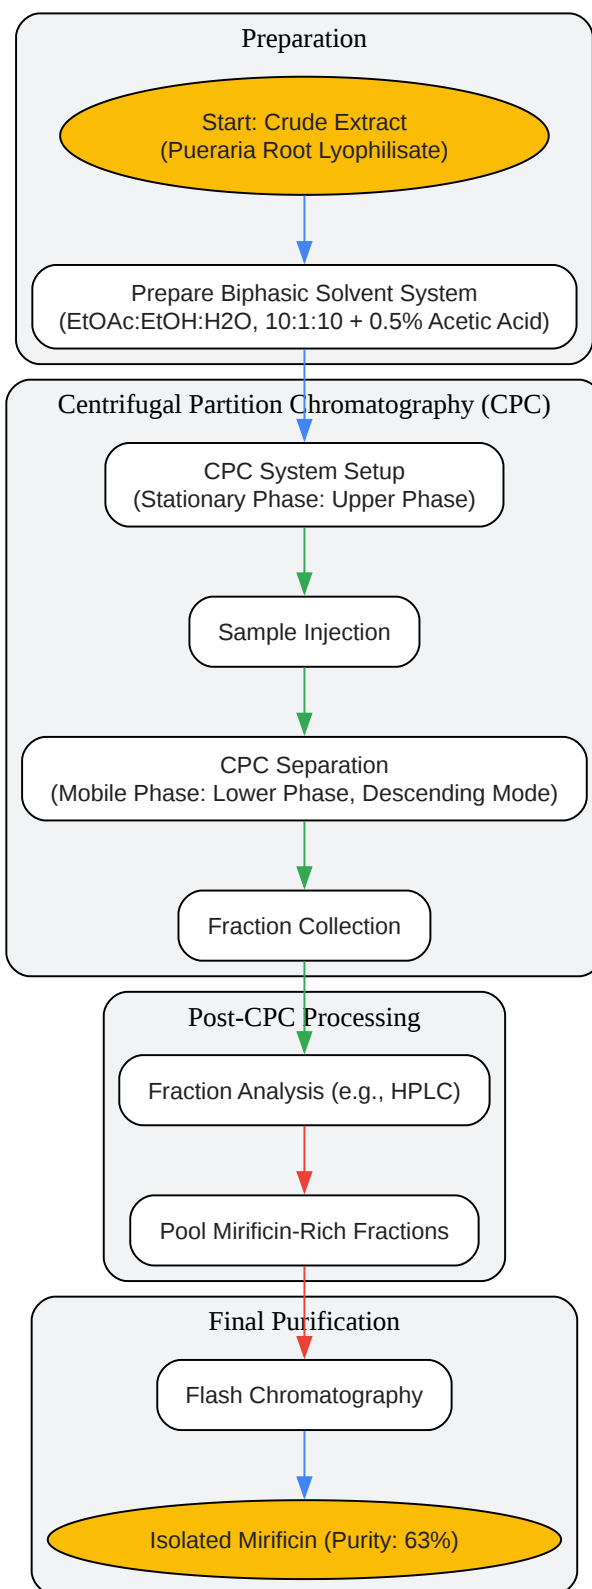 Preparation
Start: Crude Extract
(Pueraria Root Lyophilisate)
Prepare Biphasic Solvent System
(EtOAc:EtOH:H2O, 10:1:10 + 0.5% Acetic Acid)
Centrifugal Partition Chromatography (CPC)
CPC System Setup
(Stationary Phase: Upper Phase)
Sample Injection
CPC Separation
(Mobile Phase: Lower Phase, Descending Mode)
Fraction Collection
Post-CPC Processing
Fraction Analysis (e.g., HPLC)
Pool Mirificin-Rich Fractions
Final Purification
Flash Chromatography
Isolated Mirificin (Purity: 63%)